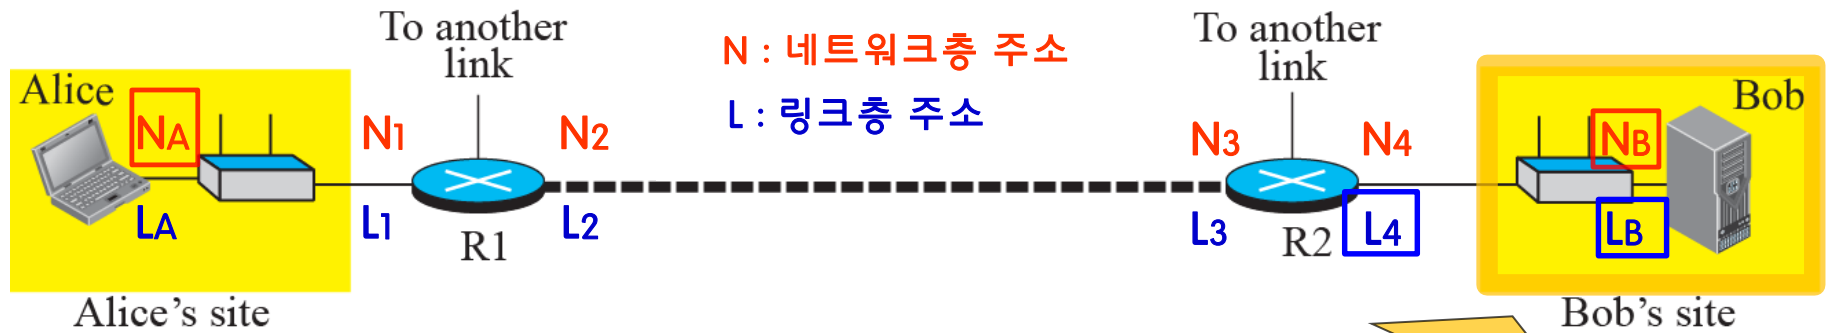 To another
link
N : 네트워크층 주소
L : 링크층 주소
To another
link
Alice
NA
N1
N2
N3
N4
NB
Bob
LA
L1
R1
L2
L3
R2
L4
LB
Alice’s site
Bob’s site